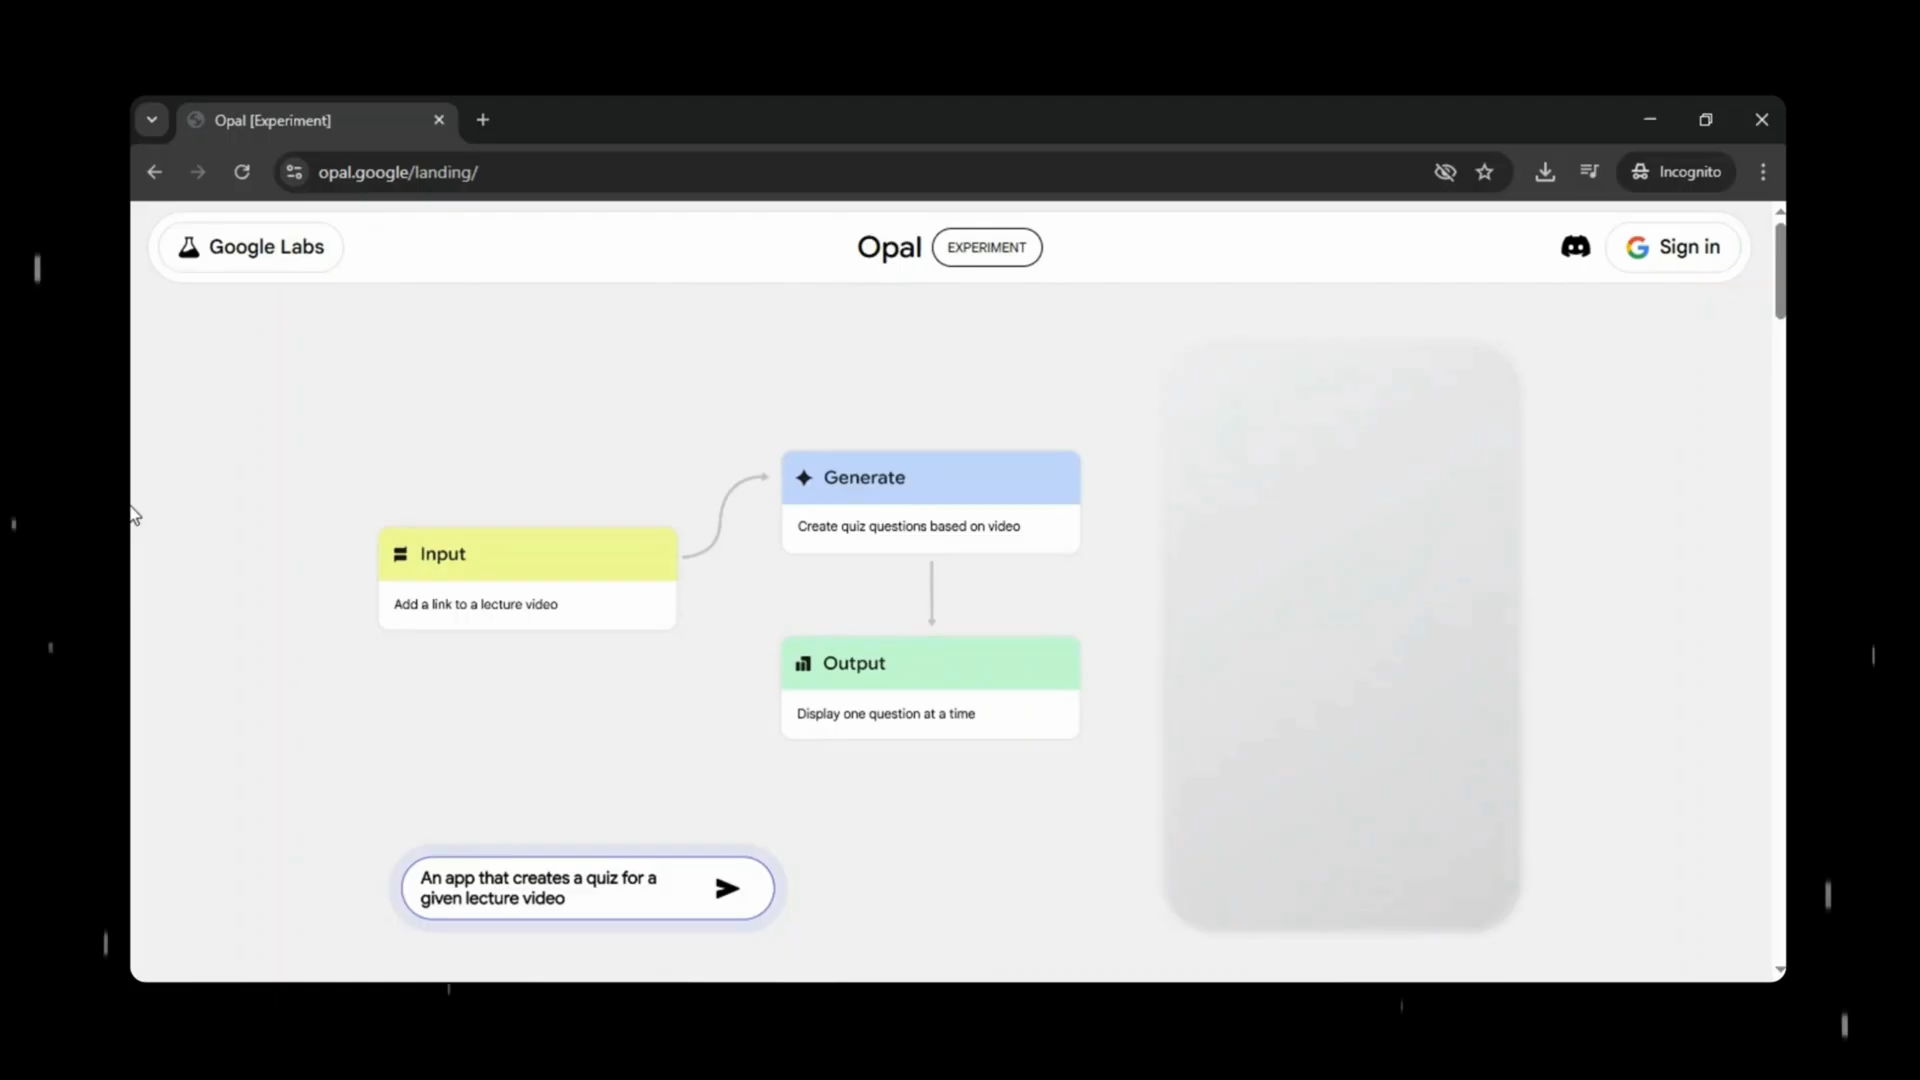 Opal [Experiment]
opal.google/landing/
Incognito
Google Labs
Opal EXPERIMENT
Sign in
Generate
Create quiz questions based on video
Input
Add a link to a lecture video
Output
Display one question at a time
An app that creates a quiz for a
given lecture video